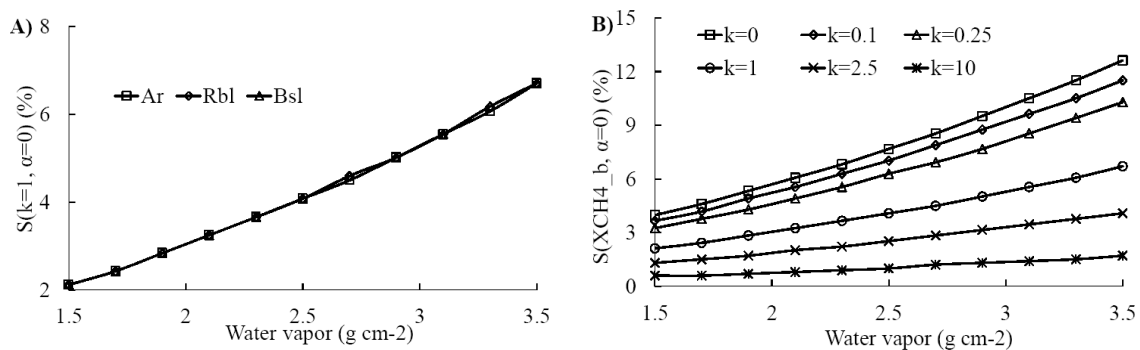 A)
8
6
4
2
S(k=1, α=0) (%)
Ar Rbl Bsl
1.5 2 2.5 3 3.5
Water vapor (g cm-2)
B)
15
12
9
6
3
0
S(XCH4_b, α=0) (%)
k=0 k=0.1 k=0.25
k=1 k=2.5 k=10
1.5 2 2.5 3 3.5
Water vapor (g cm-2)